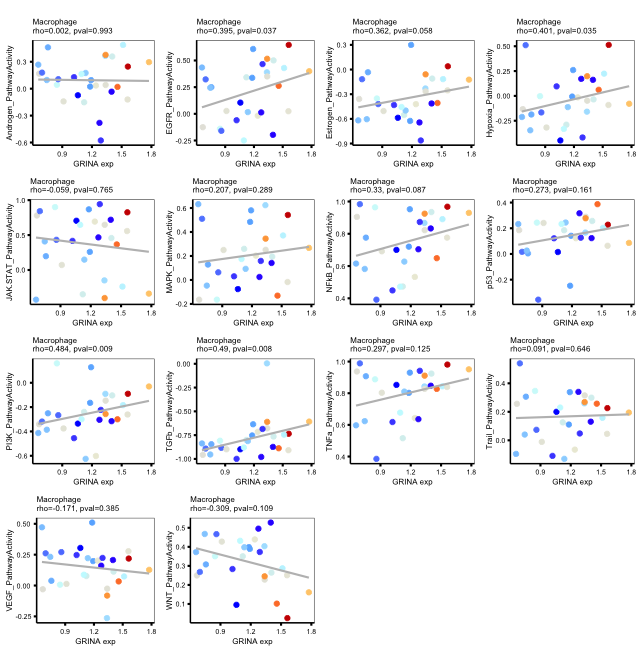 Macrophage
rho=0.002, pval=0.993
Androgen_PathwayActivity
0.3
0.0
-0.3
-0.6
0.9
1.2
1.5
1.8
GRINA exp
Macrophage
rho=0.395, pval=0.037
EGFR_PathwayActivity
0.50
0.25
0.00
-0.25
0.9
1.2
1.5
1.8
GRINA exp
Macrophage
rho=0.362, pval=0.058
Estrogen_PathwayActivity
0.3
0.0
-0.3
-0.6
-0.9
0.9
1.2
1.5
1.8
GRINA exp
Macrophage
rho=0.401, pval=0.035
Hypoxia_PathwayActivity
0.50
0.25
0.00
-0.25
0.9
1.2
1.5
1.8
GRINA exp
Macrophage
rho=-0.059, pval=0.765
JAK.STAT_PathwayActivity
1.0
0.5
0.0
0.9
1.2
1.5
1.8
GRINA exp
Macrophage
rho=0.207, pval=0.289
MAPK_PathwayActivity
0.6
0.4
0.2
0.0
-0.2
0.9
1.2
1.5
1.8
GRINA exp
Macrophage
rho=0.33, pval=0.087
NFkB_PathwayActivity
1.0
0.8
0.6
0.4
0.9
1.2
1.5
1.8
GRINA exp
Macrophage
rho=0.273, pval=0.161
p53_PathwayActivity
0.4
0.2
0.0
-0.2
0.9
1.2
1.5
1.8
GRINA exp
Macrophage
rho=0.484, pval=0.009
PI3K_PathwayActivity
0.0
-0.2
-0.4
-0.6
0.9
1.2
1.5
1.8
GRINA exp
Macrophage
rho=0.49, pval=0.008
TGFb_PathwayActivity
0.00
-0.25
-0.50
-0.75
-1.00
0.9
1.2
1.5
1.8
GRINA exp
Macrophage
rho=0.297, pval=0.125
TNFa_PathwayActivity
1.0
0.8
0.6
0.4
0.9
1.2
1.5
1.8
GRINA exp
Macrophage
rho=0.091, pval=0.646
Trail_PathwayActivity
0.4
0.2
0.0
0.9
1.2
1.5
1.8
GRINA exp
Macrophage
rho=-0.171, pval=0.385
VEGF_PathwayActivity
0.50
0.25
0.00
-0.25
0.9
1.2
1.5
1.8
GRINA exp
Macrophage
rho=-0.309, pval=0.109
WNT_PathwayActivity
0.5
0.4
0.3
0.2
0.1
0.9
1.2
1.5
1.8
GRINA exp